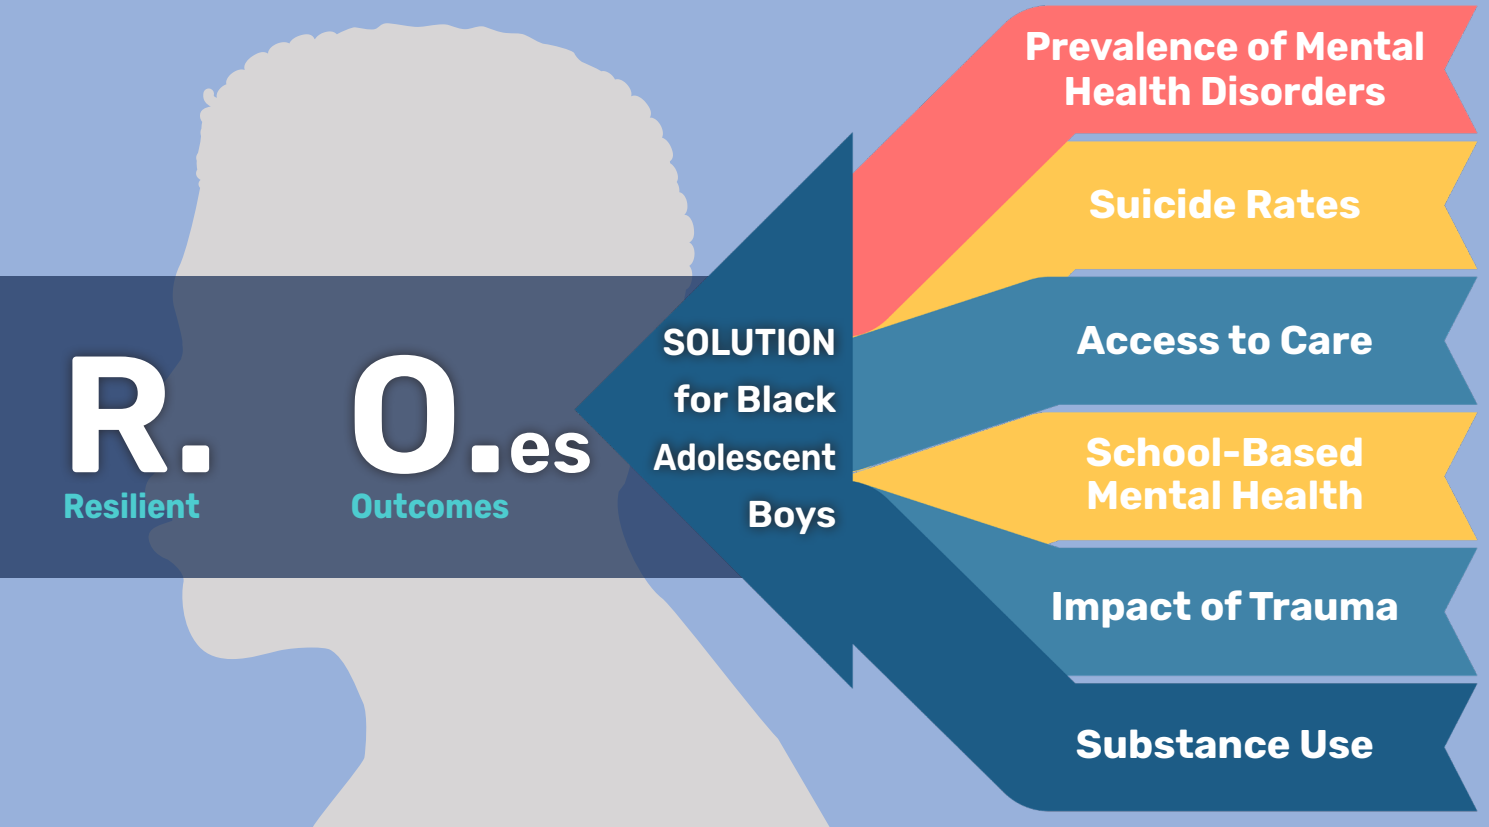 R. O.es
Resilient Outcomes
SOLUTION
for Black
Adolescent
Boys
Prevalence of Mental
Health Disorders
Suicide Rates
Access to Care
School-Based
Mental Health
Impact of Trauma
Substance Use